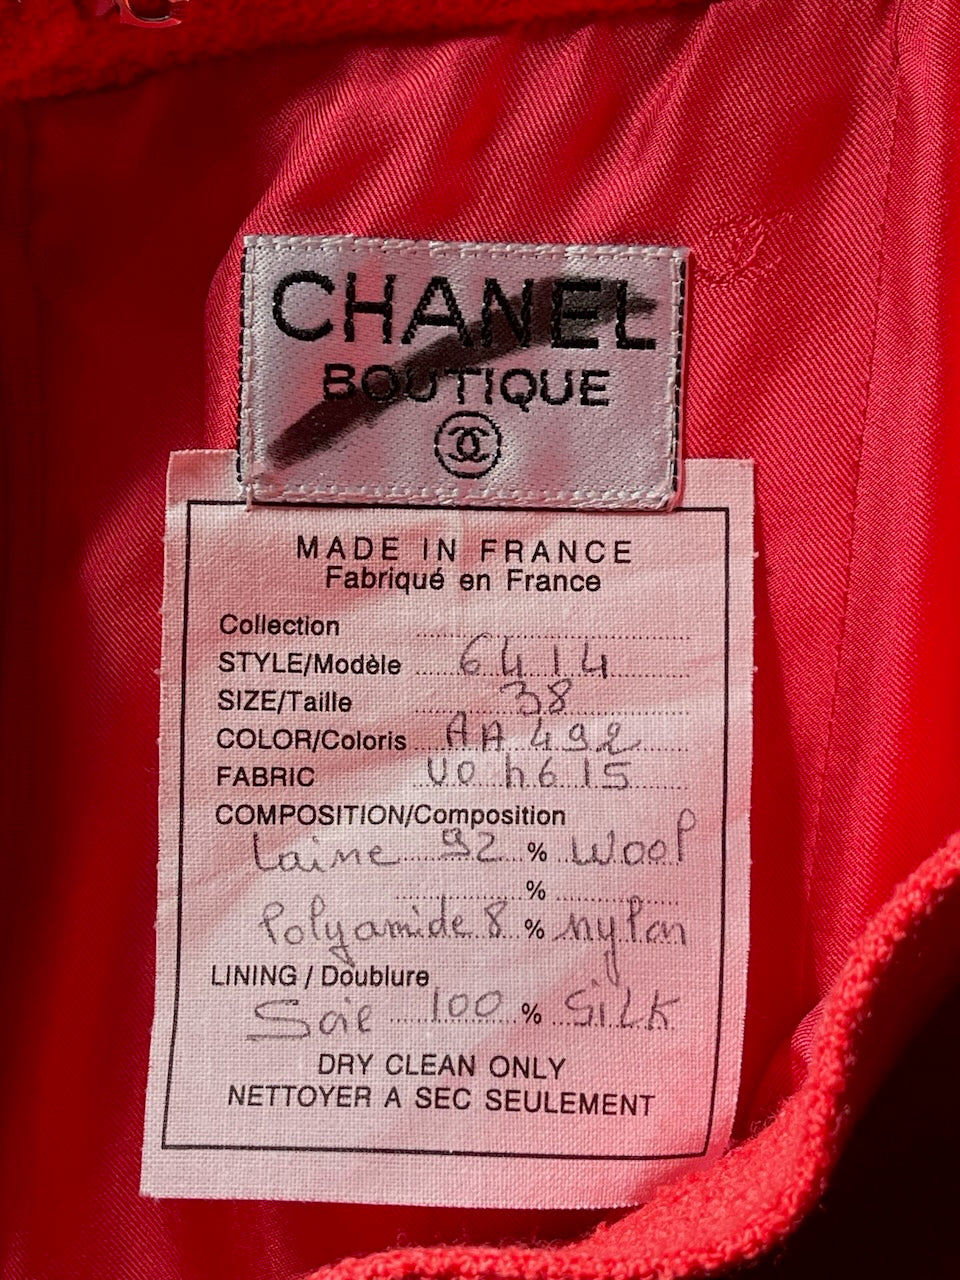 CHANEL
BOUTIQUE
MADE IN FRANCE
Fabriqué en France
Collection
STYLE/Modèle 6414
SIZE/Taille 38
COLOR/Coloris AA 492
FABRIC V0 h615
COMPOSITION/Composition
Laine 92 % Wool
%
Polyamide 8 % nylon
LINING / Doublure
Soie 100 % SiLK
DRY CLEAN ONLY
NETTOYER A SEC SEULEMENT